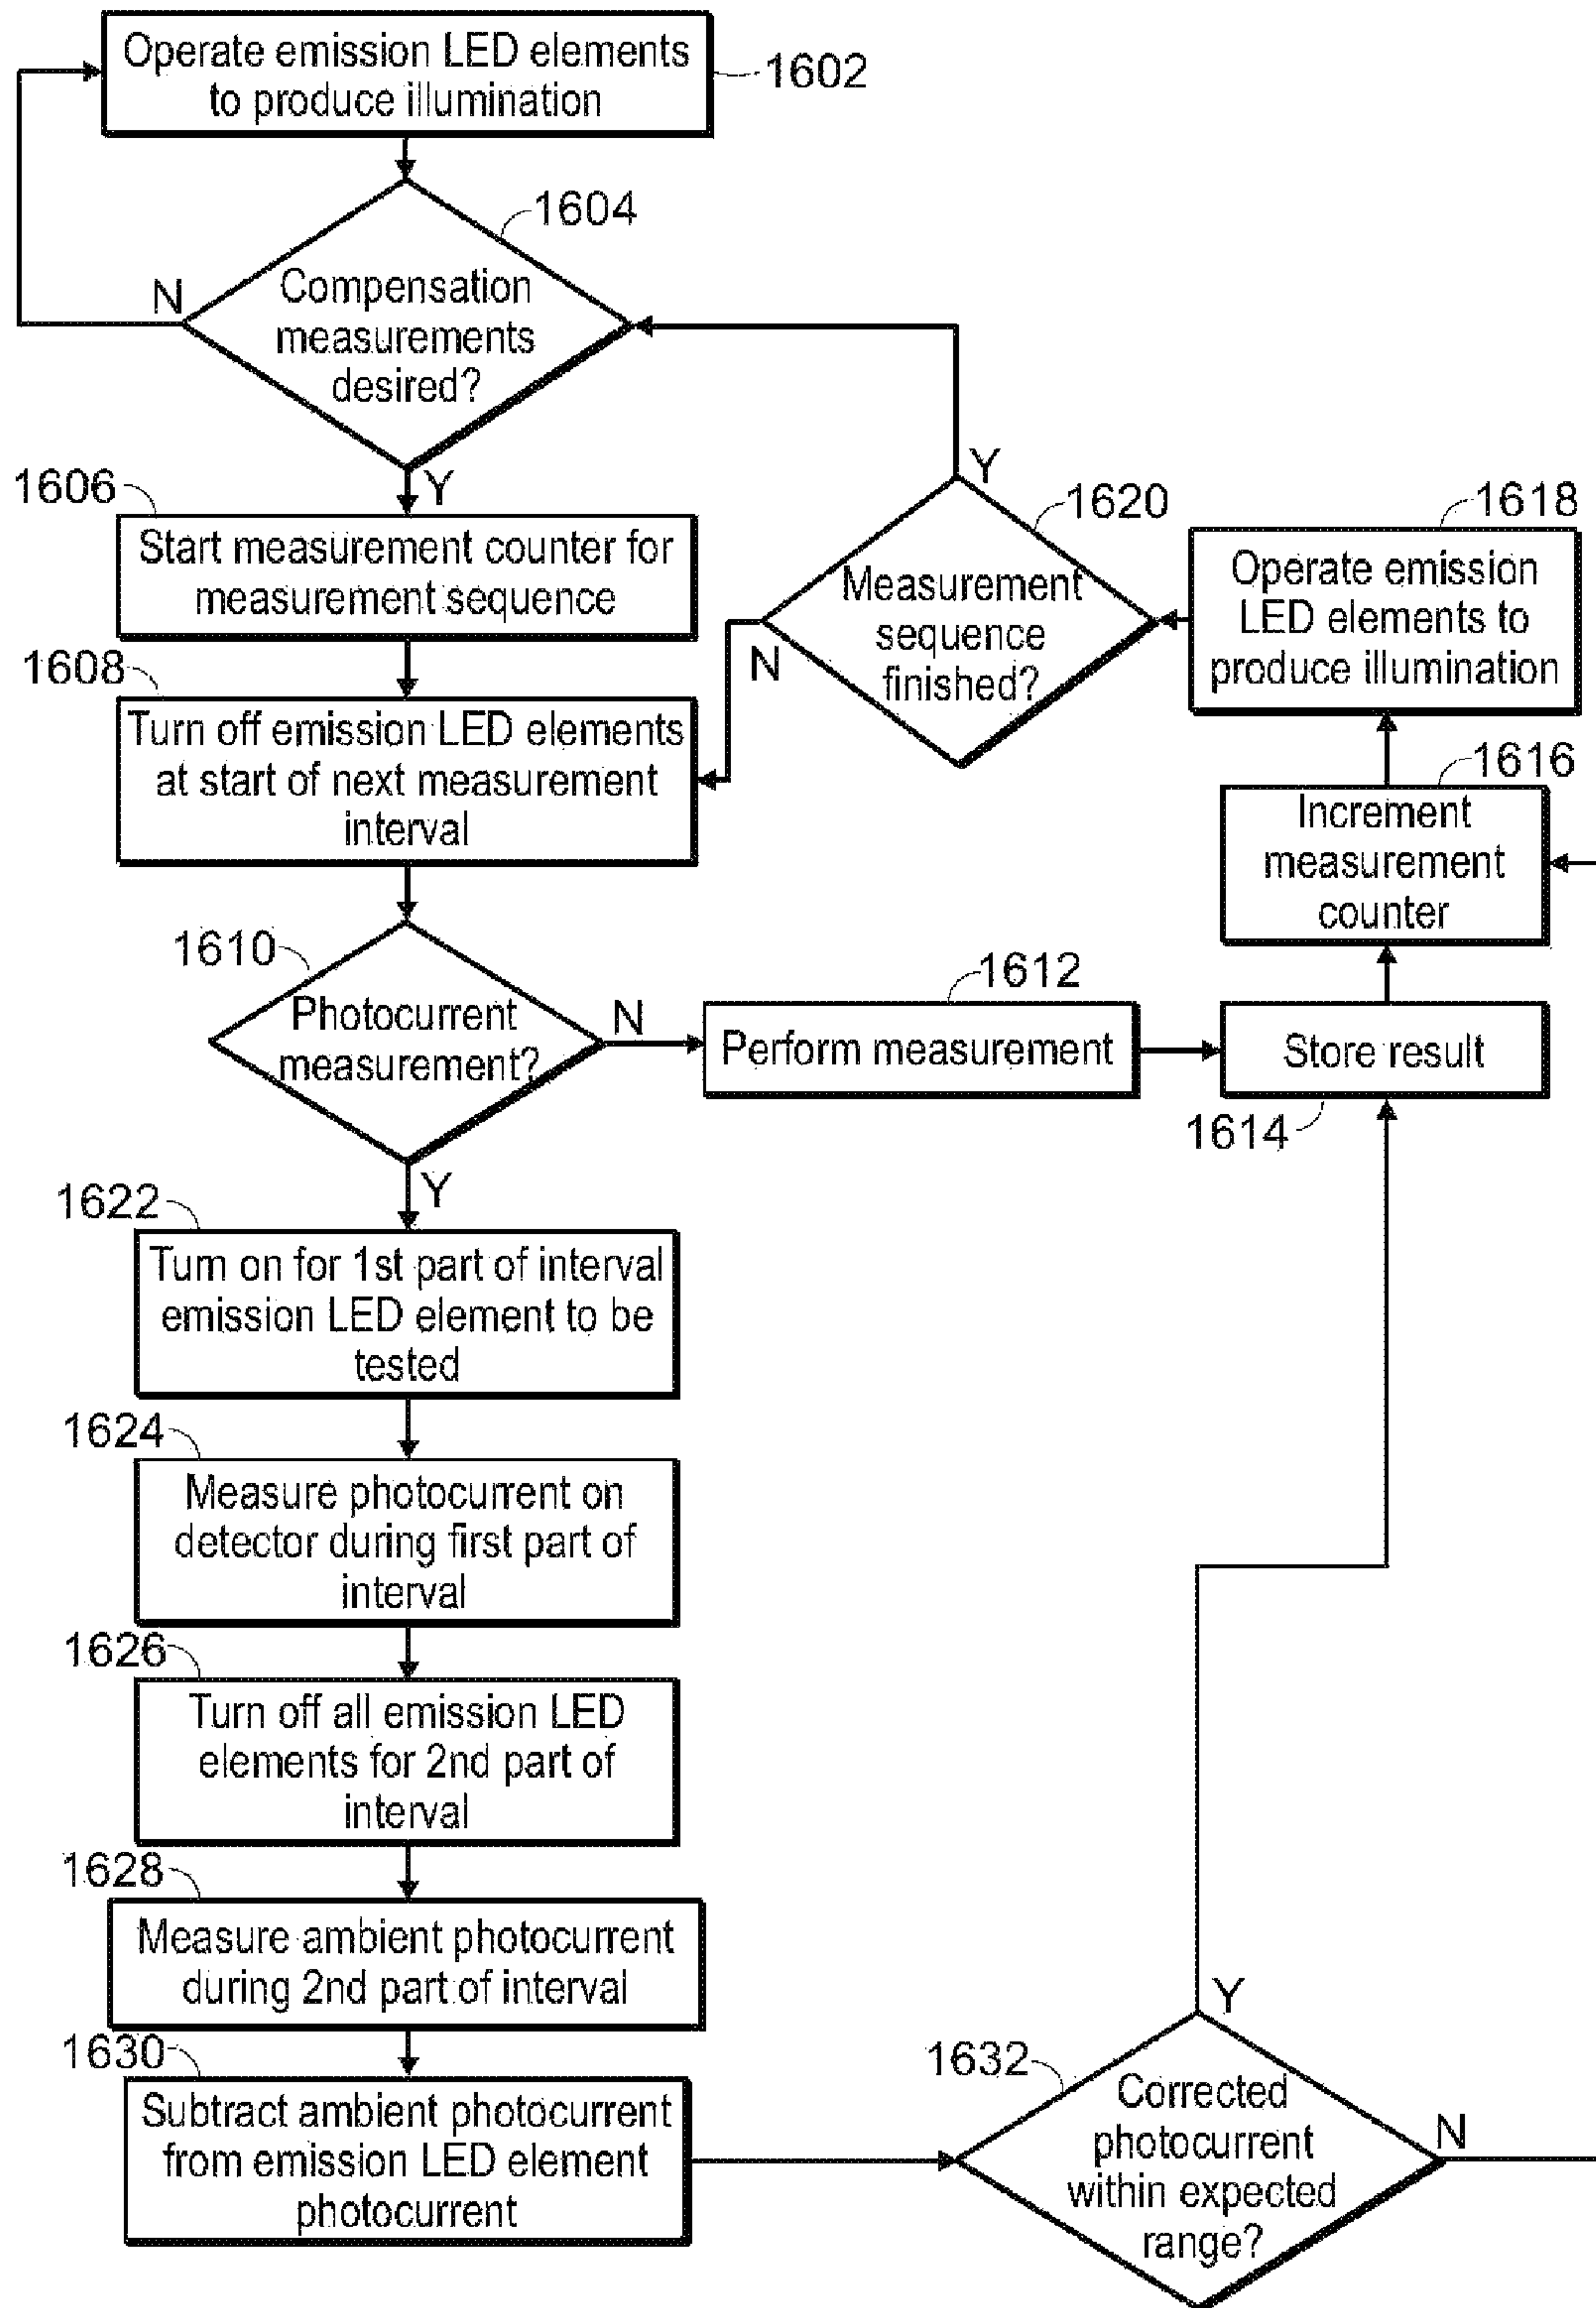 Operate emission LED elements
to produce illumination
1602
1604
Compensation
measurements
desired?
N
Y
1606
Start measurement counter for
measurement sequence
1608
Turn off emission LED elements
at start of next measurement
interval
1610
Photocurrent
measurement?
N
Y
1612
Perform measurement
Store result
1614
1616
Increment
measurement
counter
1618
Operate emission
LED elements to
produce illumination
1620
Measurement
sequence
finished?
Y
N
1622
Turn on for 1st part of interval
emission LED element to be
tested
1624
Measure photocurrent on
detector during first part of
interval
1626
Turn off all emission LED
elements for 2nd part of
interval
1628
Measure ambient photocurrent
during 2nd part of interval
1630
Subtract ambient photocurrent
from emission LED element
photocurrent
1632
Corrected
photocurrent
within expected
range?
Y
N